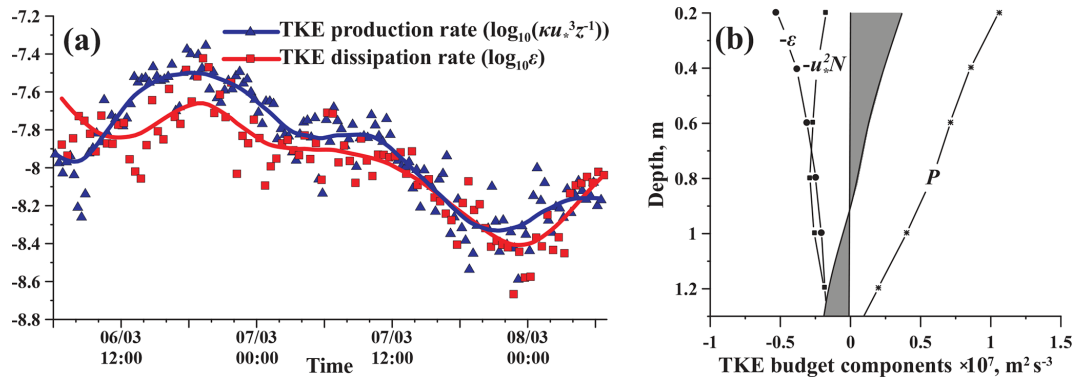 (a)
TKE production rate (log₁₀(κu*³z⁻¹))
TKE dissipation rate (log₁₀ε)
-7.2
-7.4
-7.6
-7.8
-8
-8.2
-8.4
-8.6
-8.8
06/03 07/03 07/03 08/03
12:00 00:00 12:00 00:00
Time
(b)
-ε
-u*²N
P
Depth, m
0.2
0.4
0.6
0.8
1
1.2
-1 -0.5 0 0.5 1 1.5
TKE budget components ×10⁷, m² s⁻³